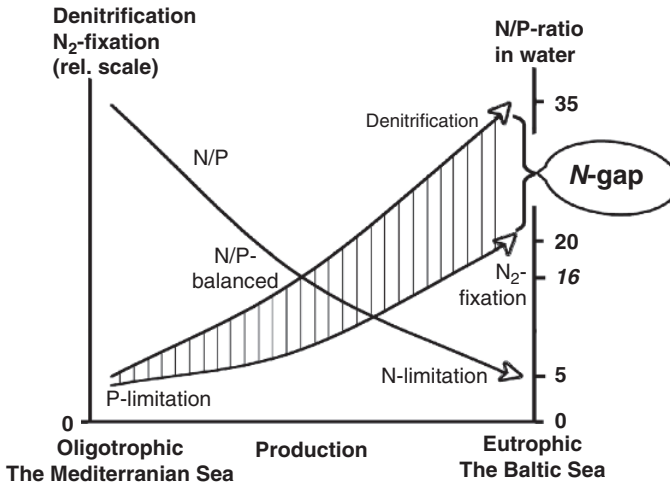 Denitrification
N₂-fixation
(rel. scale)
N/P-ratio
in water
35
Denitrification
N/P
N-gap
N/P-
balanced
20
16
N₂-
fixation
N-limitation
5
P-limitation
0
0
Oligotrophic
The Mediterranean Sea
Production
Eutrophic
The Baltic Sea